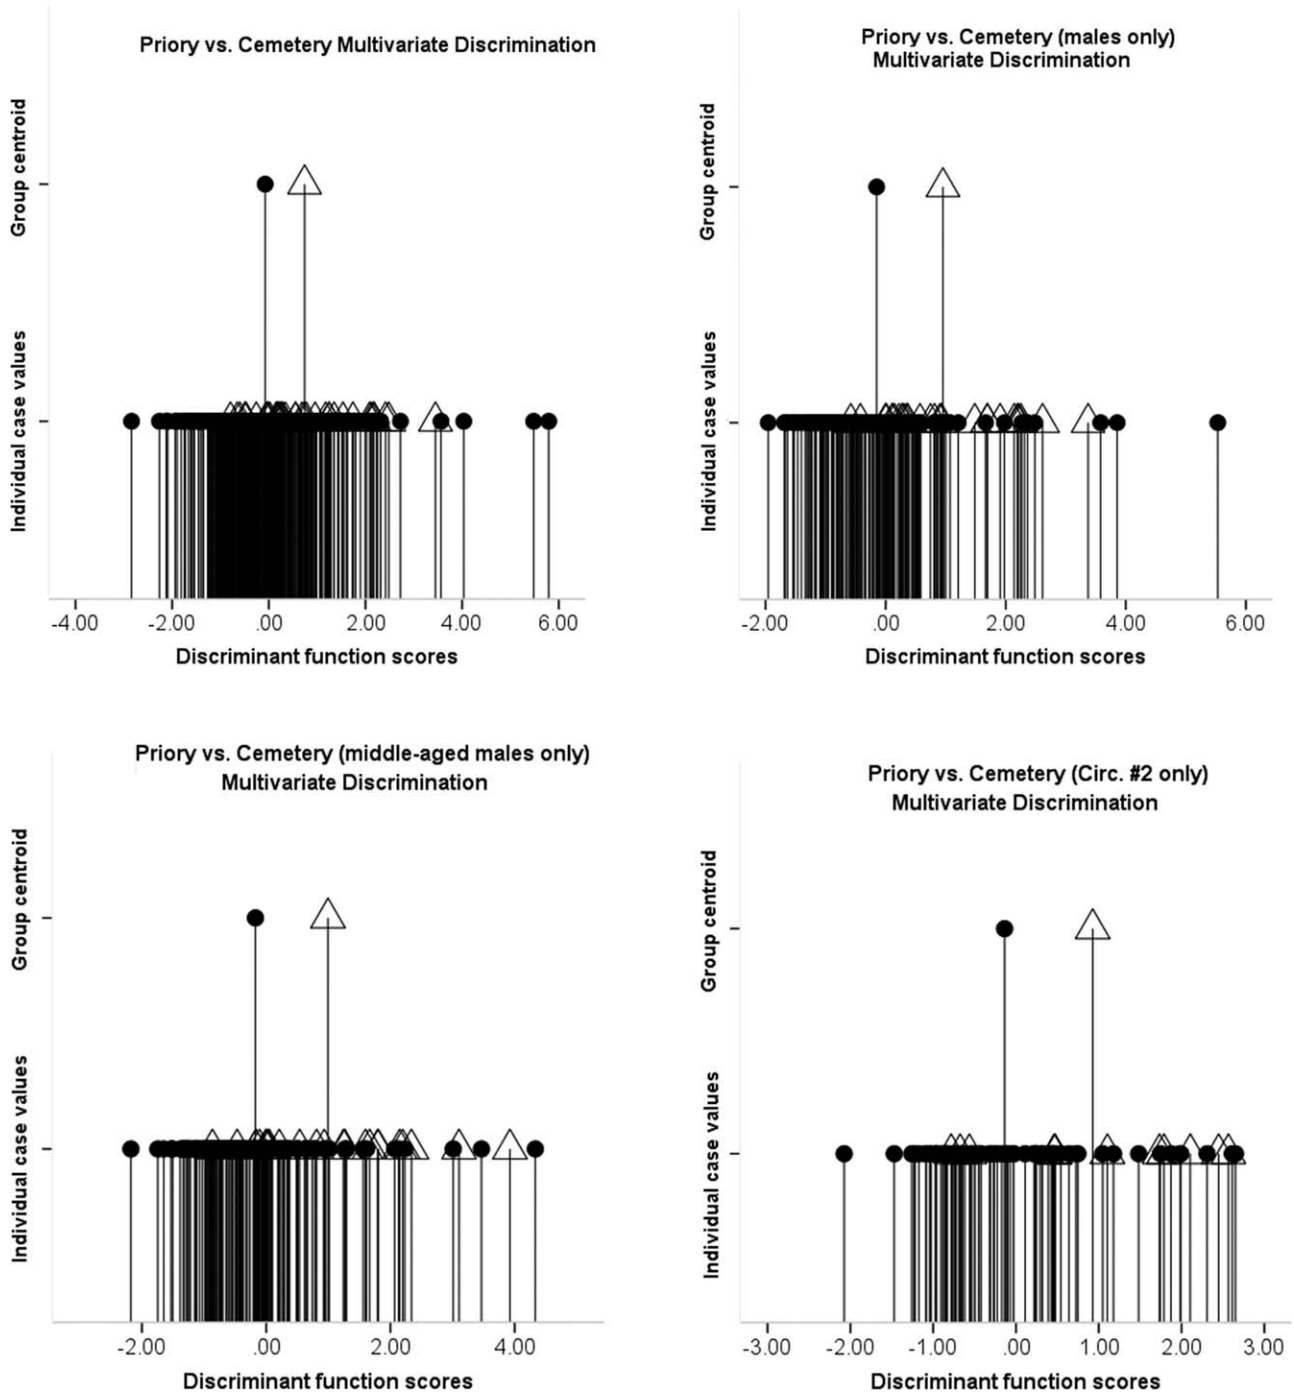 Priory vs. Cemetery Multivariate Discrimination
Group centroid
Individual case values
-4.00 -2.00 .00 2.00 4.00 6.00
Discriminant function scores
Priory vs. Cemetery (males only)
Multivariate Discrimination
Group centroid
Individual case values
-2.00 .00 2.00 4.00 6.00
Discriminant function scores
Priory vs. Cemetery (middle-aged males only)
Multivariate Discrimination
Group centroid
Individual case values
-2.00 .00 2.00 4.00
Discriminant function scores
Priory vs. Cemetery (Circ. #2 only)
Multivariate Discrimination
Group centroid
Individual case values
-3.00 -2.00 -1.00 .00 1.00 2.00 3.00
Discriminant function scores